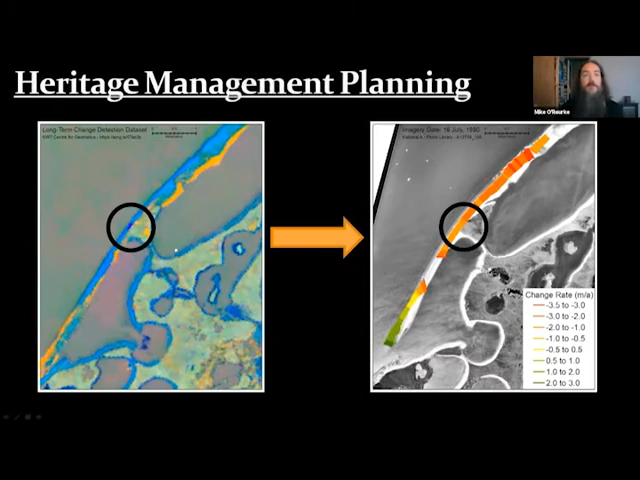 Heritage Management Planning
Mike O'Rourke
Long-Term Change Detection Dataset
Imagery Date: 16 July, 1950
Change Rate (m/a)
-3.5 to -3.0
-3.0 to -2.0
-2.0 to -1.0
-1.0 to -0.5
-0.5 to 0.5
0.5 to 1.0
1.0 to 2.0
2.0 to 3.0